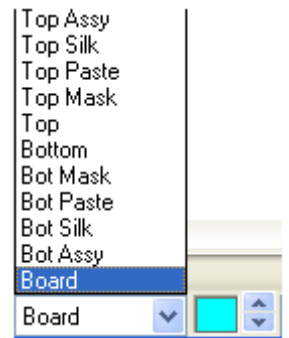 Top Assy
Top Silk
Top Paste
Top Mask
Top
Bottom
Bot Mask
Bot Paste
Bot Silk
Bot Assy
Board
Board